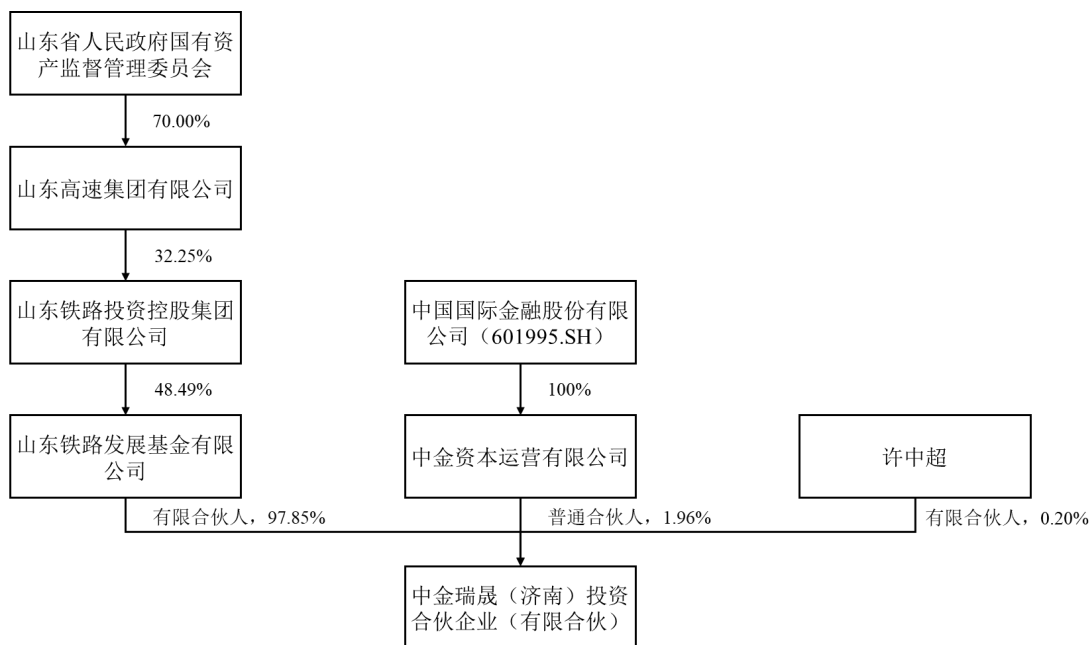 山东省人民政府国有资
产监督管理委员会
70.00%
山东高速集团有限公司
32.25%
山东铁路投资控股集团
有限公司
中国国际金融股份有限
公司（601995.SH）
48.49%
100%
山东铁路发展基金有限
公司
中金资本运营有限公司
许中超
有限合伙人，97.85%
普通合伙人，1.96%
有限合伙人，0.20%
中金瑞晟（济南）投资
合伙企业（有限合伙）